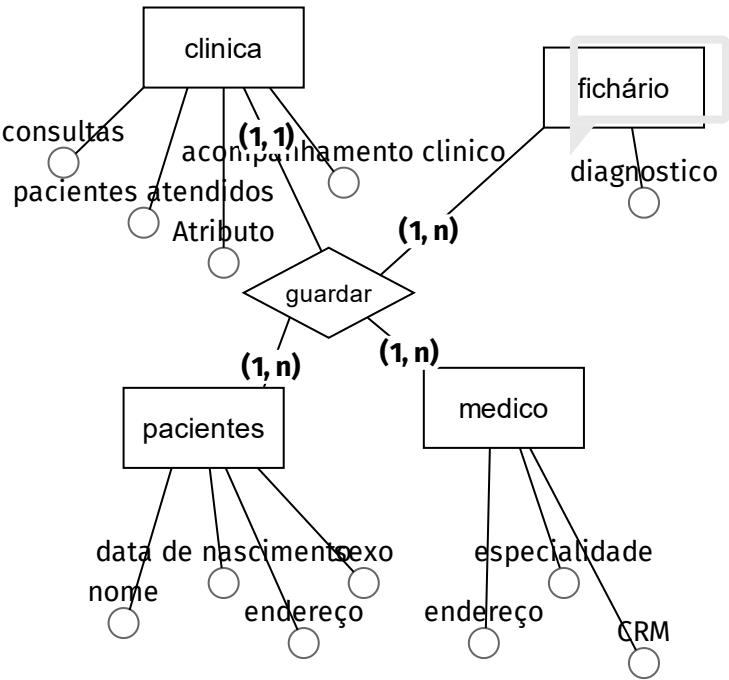 clinica
fichário
consultas
(1, 1)
acompanhamento clinico
pacientes atendidos
diagnostico
Atributo
(1, n)
guardar
(1, n)
(1, n)
pacientes
medico
data de nascimento
sexo
especialidade
nome
endereço
endereço
CRM